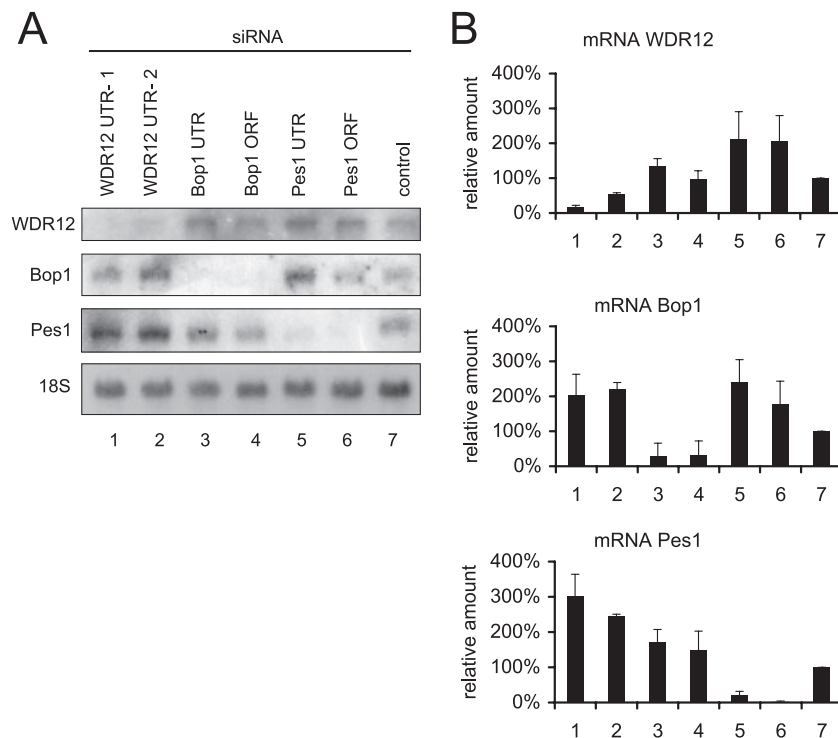 A
siRNA
WDR12 UTR- 1
WDR12 UTR- 2
Bop1 UTR
Bop1 ORF
Pes1 UTR
Pes1 ORF
control
WDR12
Bop1
Pes1
18S
1 2 3 4 5 6 7
B
mRNA WDR12
relative amount
400%
300%
200%
100%
0%
1 2 3 4 5 6 7
mRNA Bop1
relative amount
400%
300%
200%
100%
0%
1 2 3 4 5 6 7
mRNA Pes1
relative amount
400%
300%
200%
100%
0%
1 2 3 4 5 6 7